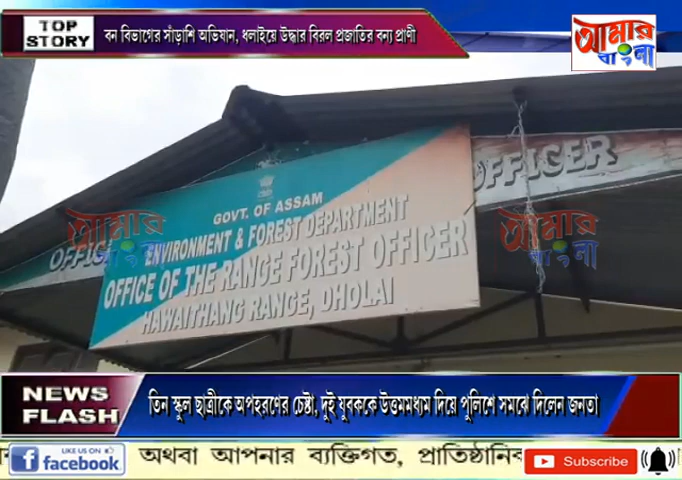 TOP STORY
বন বিভাগের সাঁড়াশি অভিযান, ধলাইয়ে উদ্ধার বিরল প্রজাতির বন্য প্রাণী
আমার
বাংলা
OFFICER
GOVT. OF ASSAM
ENVIRONMENT & FOREST DEPARTMENT
OFFICE OF THE RANGE FOREST OFFICER
HAWAITHANG RANGE, DHOLAI
আমার
বাংলা
আমার
বাংলা
NEWS FLASH
তিন স্কুল ছাত্রীকে অপহরণের চেষ্টা, দুই যুবককে উত্তমমধ্যম দিয়ে পুলিশে সমঝে দিলেন জনতা
LIKE US ON
facebook
অথবা আপনার ব্যক্তিগত,
Subscribe